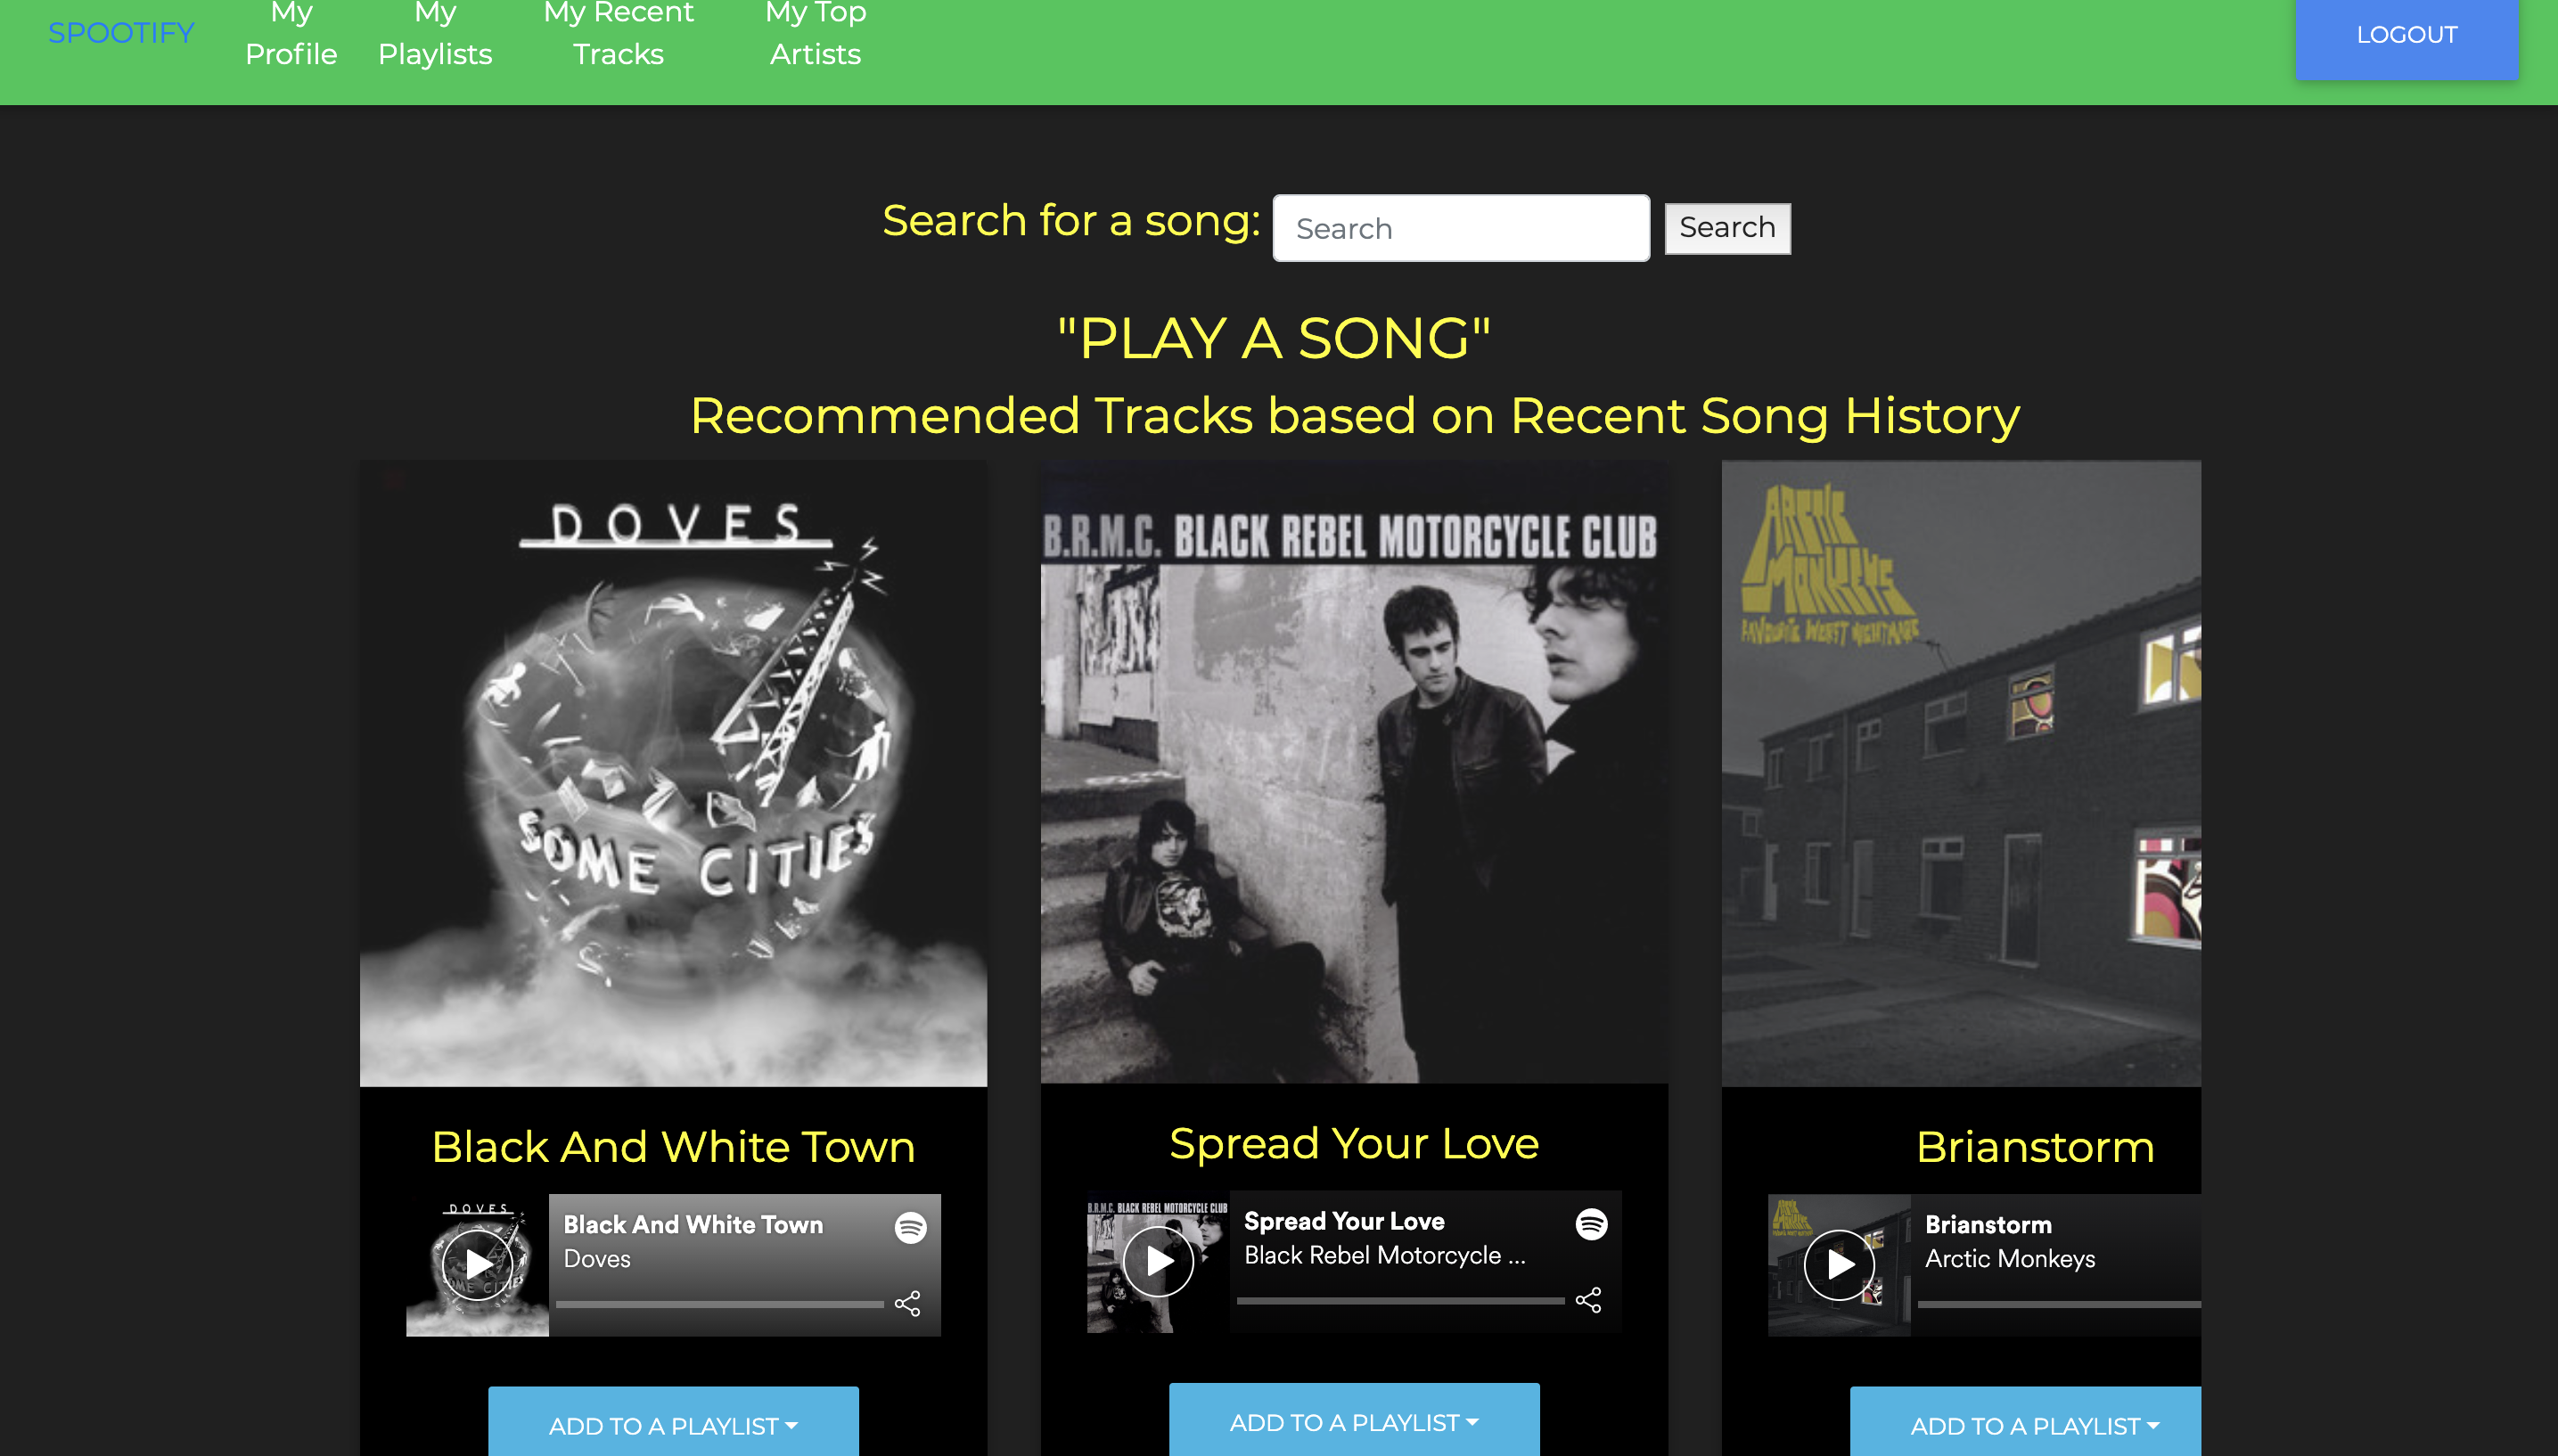 SPOOTIFY
My Profile
My Playlists
My Recent Tracks
My Top Artists
LOGOUT
Search for a song:
Search
Search
"PLAY A SONG"
Recommended Tracks based on Recent Song History
DOVES
SOME CITIES
B.R.M.C. BLACK REBEL MOTORCYCLE CLUB
ARCTIC
MONKEYS
FAVOURITE WORST NIGHTMARE
Black And White Town
DOVES
SOME CITIES
Black And White Town
Doves
ADD TO A PLAYLIST
Spread Your Love
B.R.M.C. BLACK REBEL MOTORCYCLE CLUB
Spread Your Love
Black Rebel Motorcycle ...
ADD TO A PLAYLIST
Brianstorm
Brianstorm
Arctic Monkeys
ADD TO A PLAYLIST